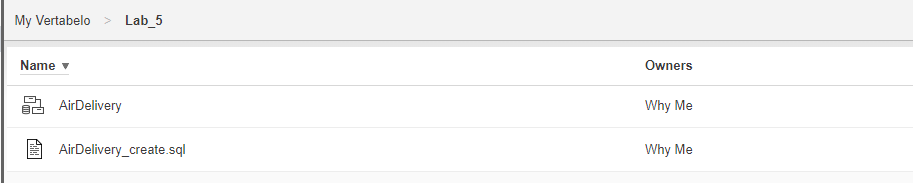 My Vertabelo > Lab_5
Name ▼ Owners
AirDelivery Why Me
AirDelivery_create.sql Why Me